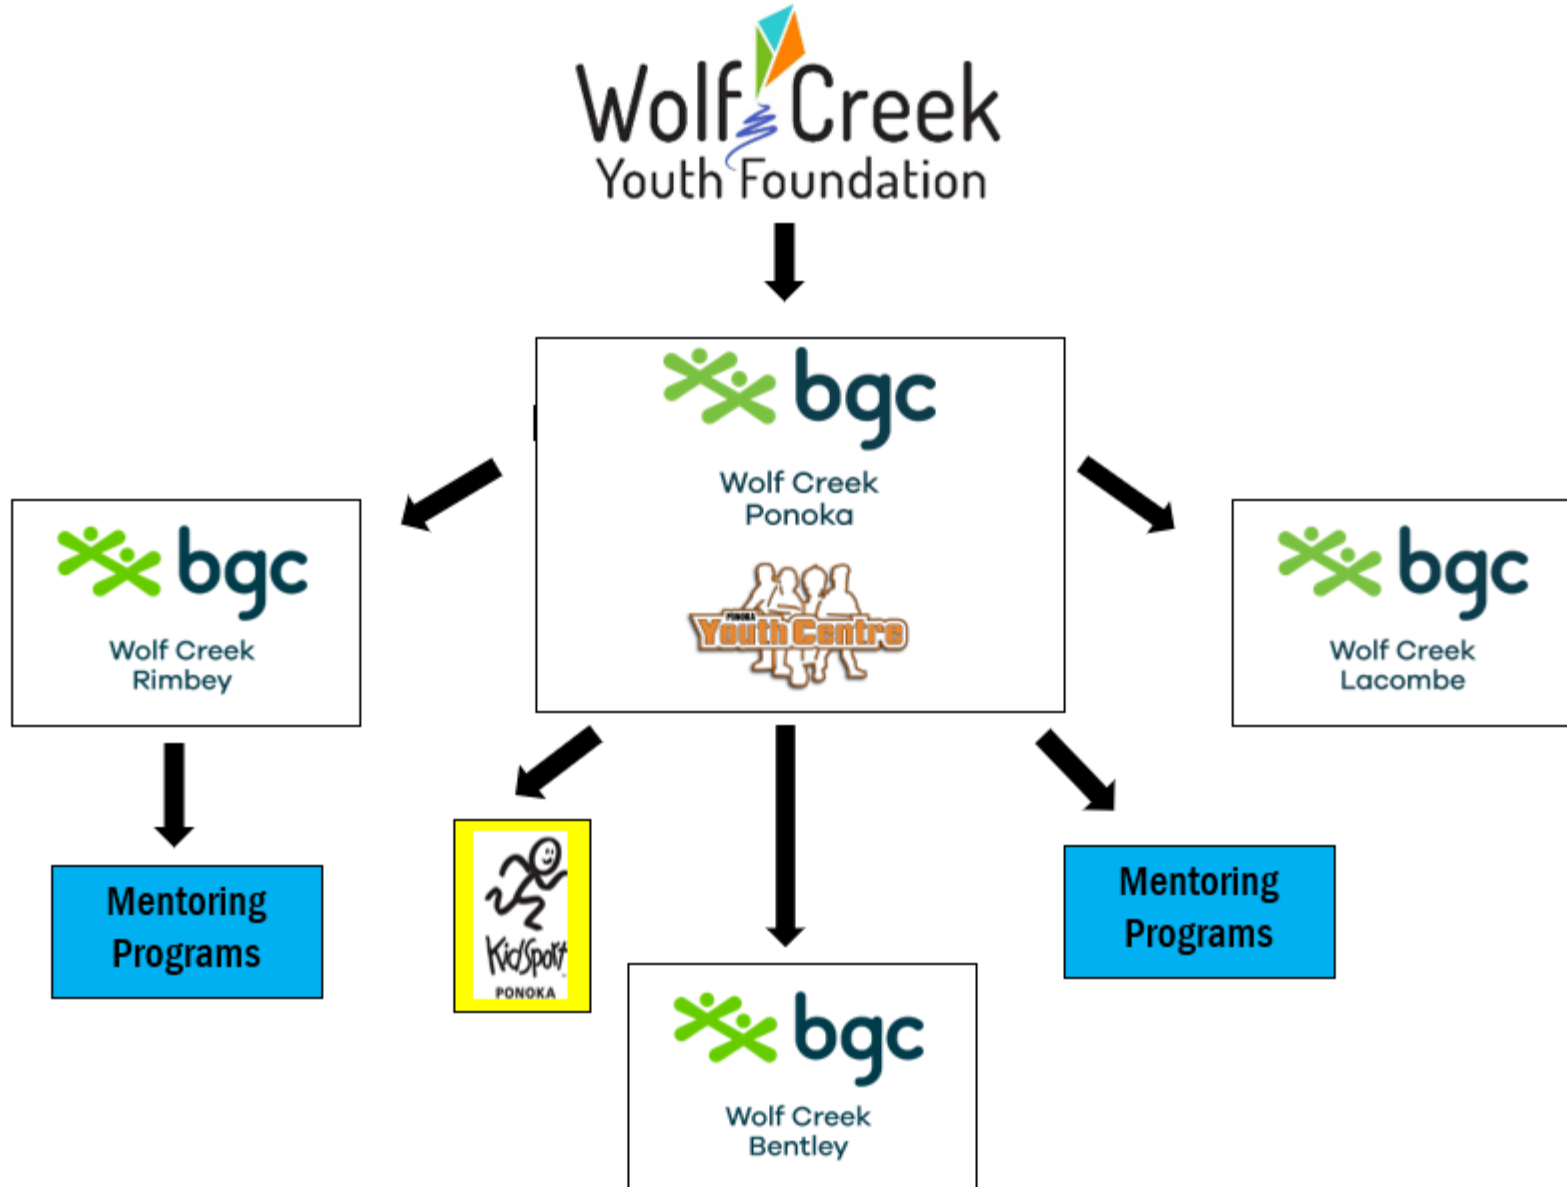 Wolf Creek
Youth Foundation
bgc
Wolf Creek
Ponoka
PONOKA
Youth Centre
bgc
Wolf Creek
Rimbey
bgc
Wolf Creek
Lacombe
Mentoring
Programs
KidSport
PONOKA
Mentoring
Programs
bgc
Wolf Creek
Bentley